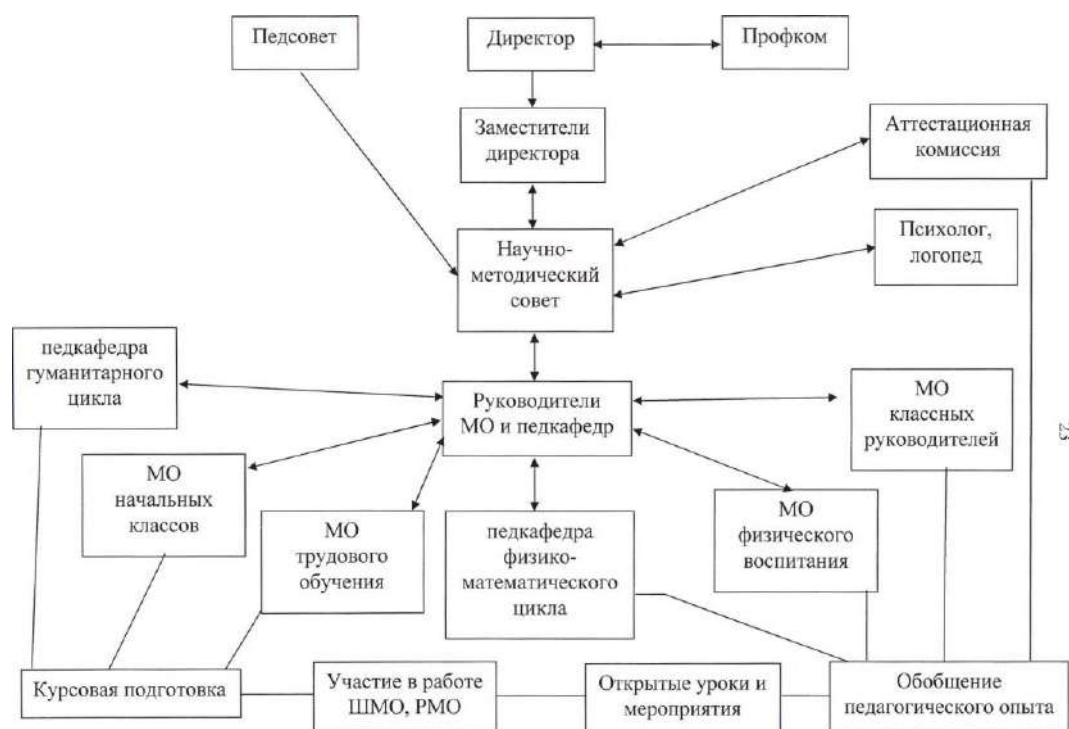 Педсовет
Директор
Профком
Заместители
директора
Аттестационная
комиссия
Научно-
методический
совет
Психолог,
логопед
педкафедра
гуманитарного
цикла
Руководители
МО и педкафедр
МО
классных
руководителей
23
МО
начальных
классов
МО
трудового
обучения
педкафедра
физико-
математического
цикла
МО
физического
воспитания
Курсовая подготовка
Участие в работе
ШМО, РМО
Открытые уроки и
мероприятия
Обобщение
педагогического опыта